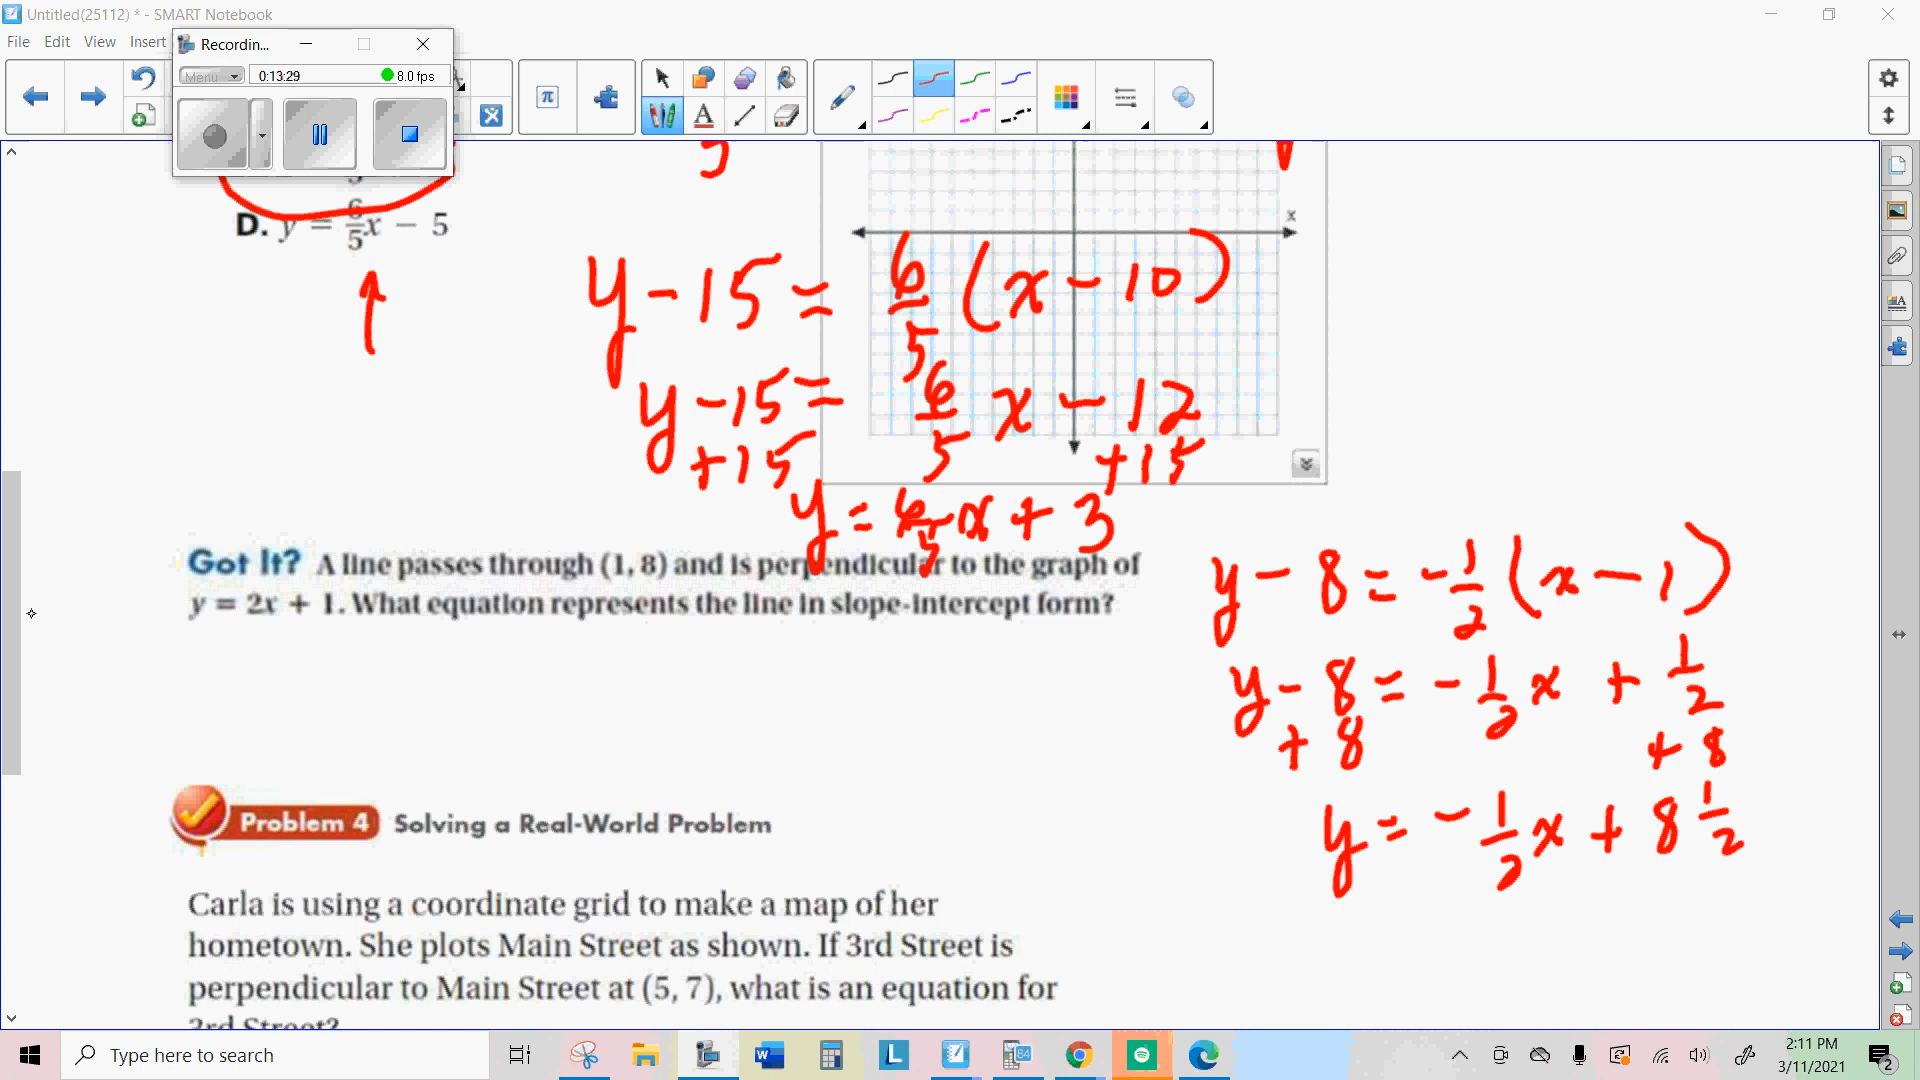 Untitled(25112) * - SMART Notebook
File Edit View Insert
Recordin...
Menu 0:13:29 8.0 fps
D. y = 6/5x − 5
x
y − 15 = 6/5 (x − 10)
y − 15 = 6/5 x − 12
+15 +15
y = 6/5x + 3
Got It? A line passes through (1, 8) and is perpendicular to the graph of
y = 2x + 1. What equation represents the line in slope-intercept form?
y − 8 = -1/2 (x − 1)
y − 8 = -1/2 x + 1/2
+ 8 + 8
y = -1/2 x + 8 1/2
Problem 4 Solving a Real-World Problem
Carla is using a coordinate grid to make a map of her
hometown. She plots Main Street as shown. If 3rd Street is
perpendicular to Main Street at (5, 7), what is an equation for
3rd Street?
Type here to search
2:11 PM
3/11/2021
2